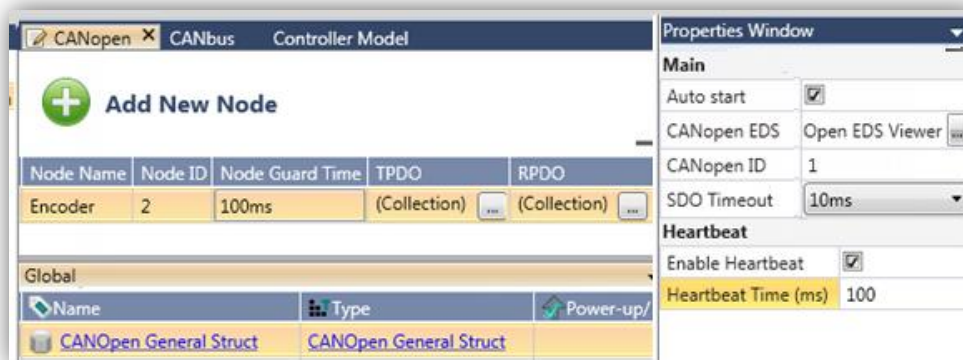 CANopen CANbus Controller Model
Add New Node
Node Name Node ID Node Guard Time TPDO RPDO
Encoder 2 100ms (Collection) ... (Collection) ...
Global
Name Type Power-up/
CANOpen General Struct CANOpen General Struct
Properties Window
Main
Auto start
CANopen EDS Open EDS Viewer ...
CANopen ID 1
SDO Timeout 10ms
Heartbeat
Enable Heartbeat
Heartbeat Time (ms) 100